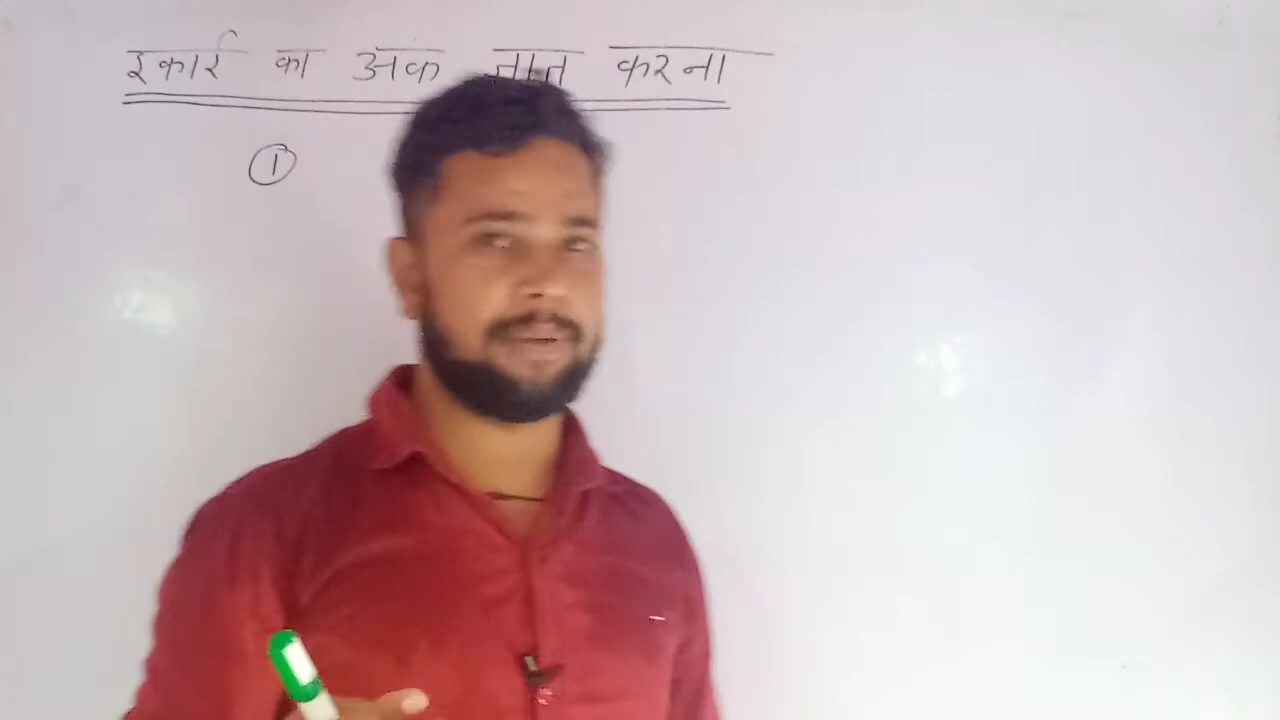 इकाई का अंक ज्ञात करना
①